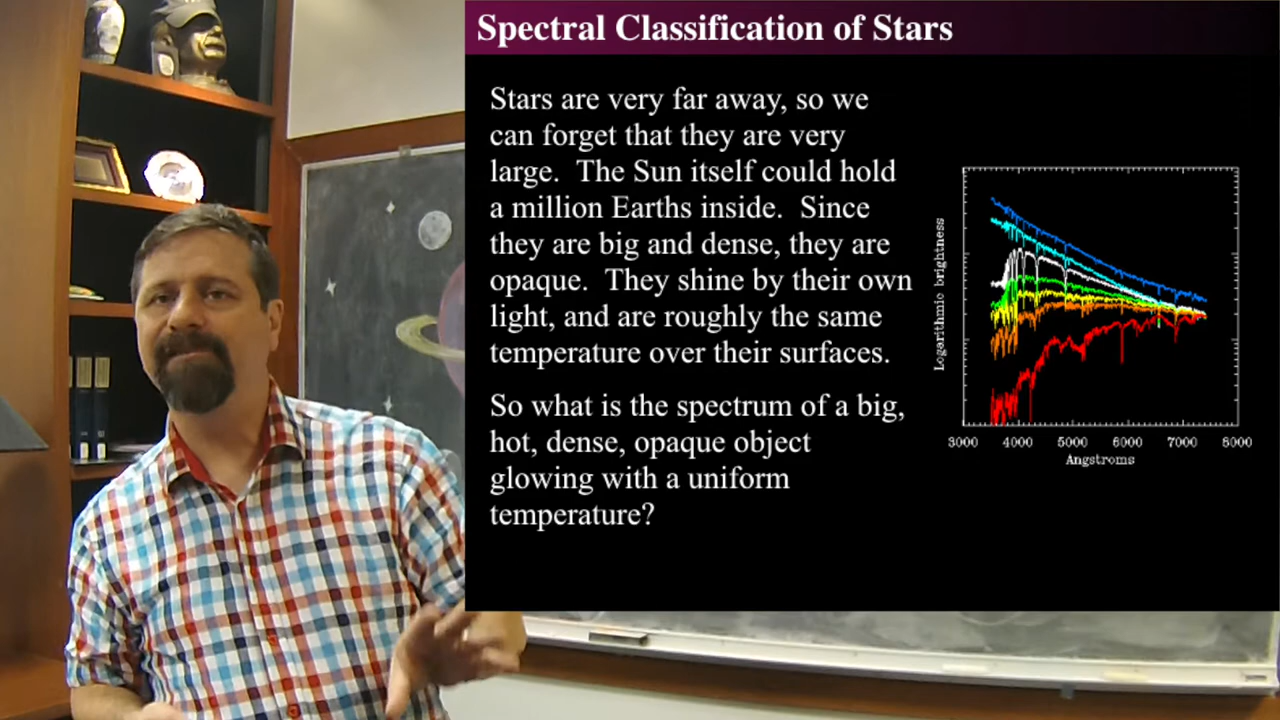 Spectral Classification of Stars
Stars are very far away, so we
can forget that they are very
large. The Sun itself could hold
a million Earths inside. Since
they are big and dense, they are
opaque. They shine by their own
light, and are roughly the same
temperature over their surfaces.
So what is the spectrum of a big,
hot, dense, opaque object
glowing with a uniform
temperature?
Logarithmic brightness
3000 4000 5000 6000 7000 8000
Angstroms